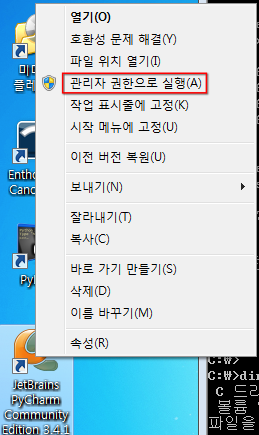 열기(O)
호환성 문제 해결(Y)
파일 위치 열기(I)
관리자 권한으로 실행(A)
작업 표시줄에 고정(K)
시작 메뉴에 고정(U)
이전 버전 복원(U)
보내기(N)
잘라내기(T)
복사(C)
바로 가기 만들기(S)
삭제(D)
이름 바꾸기(M)
속성(R)
미디
플레
Entho
Cano
PyM
JetBrains
PyCharm
Community
Edition 3.4.1
C:\>
C:\>dir
C 드라
볼륨
파일을